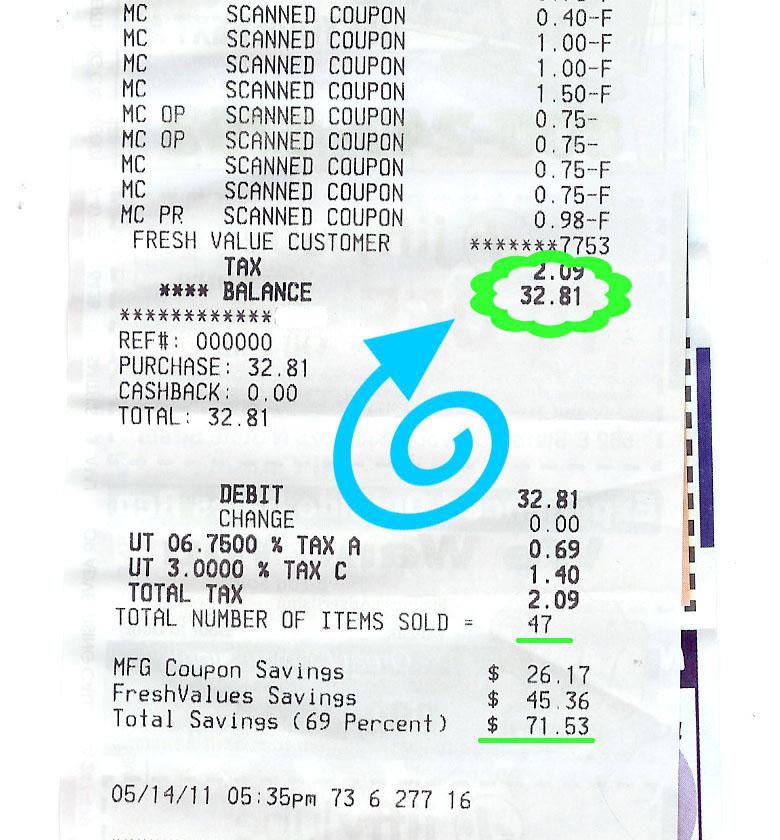 MC SCANNED COUPON 0.40-F
MC SCANNED COUPON 1.00-F
MC SCANNED COUPON 1.00-F
MC SCANNED COUPON 1.50-F
MC OP SCANNED COUPON 0.75-
MC OP SCANNED COUPON 0.75-
MC SCANNED COUPON 0.75-F
MC SCANNED COUPON 0.75-F
MC PR SCANNED COUPON 0.98-F
FRESH VALUE CUSTOMER *******7753
TAX 2.09
**** BALANCE 32.81
************
REF#: 000000
PURCHASE: 32.81
CASHBACK: 0.00
TOTAL: 32.81
DEBIT 32.81
CHANGE 0.00
UT 06.7500 % TAX A 0.69
UT 3.0000 % TAX C 1.40
TOTAL TAX 2.09
TOTAL NUMBER OF ITEMS SOLD = 47
MFG Coupon Savings $ 26.17
FreshValues Savings $ 45.36
Total Savings (69 Percent) $ 71.53
05/14/11 05:35pm 73 6 277 16